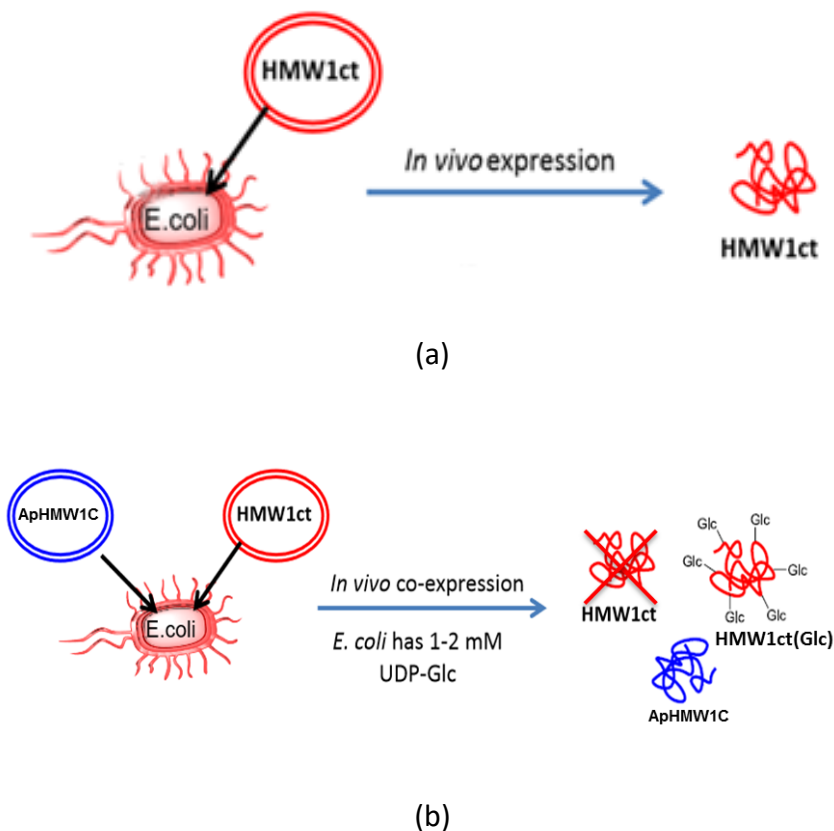 HMW1ct
E.coli
In vivo expression
HMW1ct
(a)
ApHMW1C
HMW1ct
E.coli
In vivo co-expression
E. coli has 1-2 mM
UDP-Glc
HMW1ct
Glc
Glc
Glc
Glc
Glc
Glc
HMW1ct(Glc)
ApHMW1C
(b)